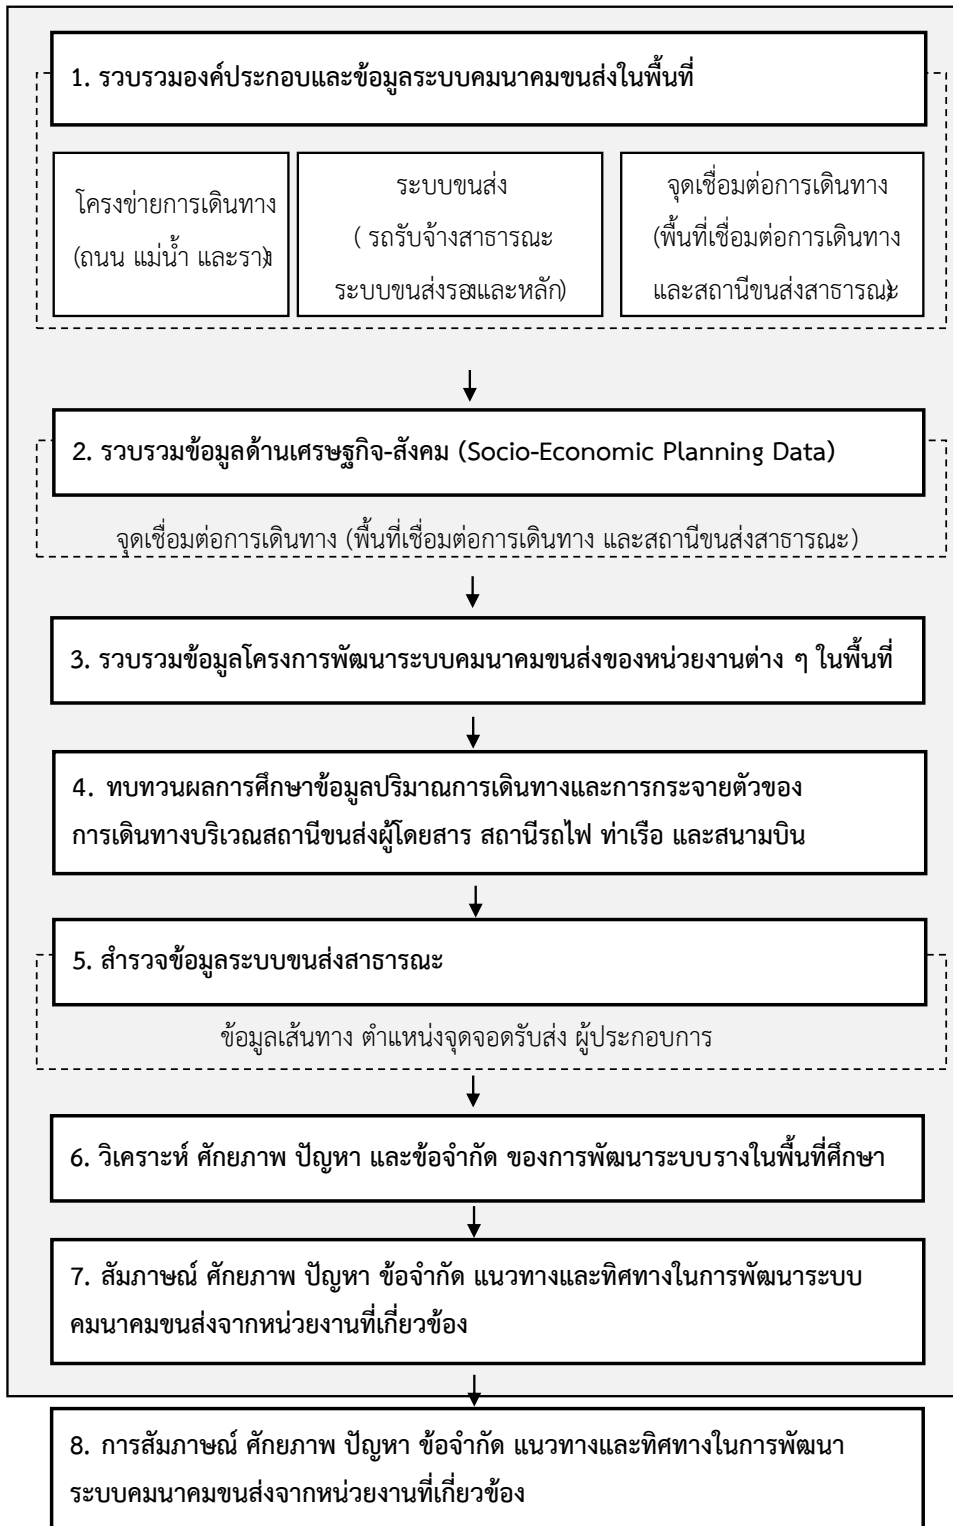 1. รวบรวมองค์ประกอบและข้อมูลระบบคมนาคมขนส่งในพื้นที่
โครงข่ายการเดินทาง
(ถนน แม่น้ำ และราง)
ระบบขนส่ง
( รถรับจ้างสาธารณะ
ระบบขนส่งรองและหลัก)
จุดเชื่อมต่อการเดินทาง
(พื้นที่เชื่อมต่อการเดินทาง
และสถานีขนส่งสาธารณะ)
2. รวบรวมข้อมูลด้านเศรษฐกิจ-สังคม (Socio-Economic Planning Data)
จุดเชื่อมต่อการเดินทาง (พื้นที่เชื่อมต่อการเดินทาง และสถานีขนส่งสาธารณะ)
3. รวบรวมข้อมูลโครงการพัฒนาระบบคมนาคมขนส่งของหน่วยงานต่าง ๆ ในพื้นที่
4. ทบทวนผลการศึกษาข้อมูลปริมาณการเดินทางและการกระจายตัวของ
การเดินทางบริเวณสถานีขนส่งผู้โดยสาร สถานีรถไฟ ท่าเรือ และสนามบิน
5. สำรวจข้อมูลระบบขนส่งสาธารณะ
ข้อมูลเส้นทาง ตำแหน่งจุดจอดรับส่ง ผู้ประกอบการ
6. วิเคราะห์ ศักยภาพ ปัญหา และข้อจำกัด ของการพัฒนาระบบรางในพื้นที่ศึกษา
7. สัมภาษณ์ ศักยภาพ ปัญหา ข้อจำกัด แนวทางและทิศทางในการพัฒนาระบบ
คมนาคมขนส่งจากหน่วยงานที่เกี่ยวข้อง
8. การสัมภาษณ์ ศักยภาพ ปัญหา ข้อจำกัด แนวทางและทิศทางในการพัฒนา
ระบบคมนาคมขนส่งจากหน่วยงานที่เกี่ยวข้อง